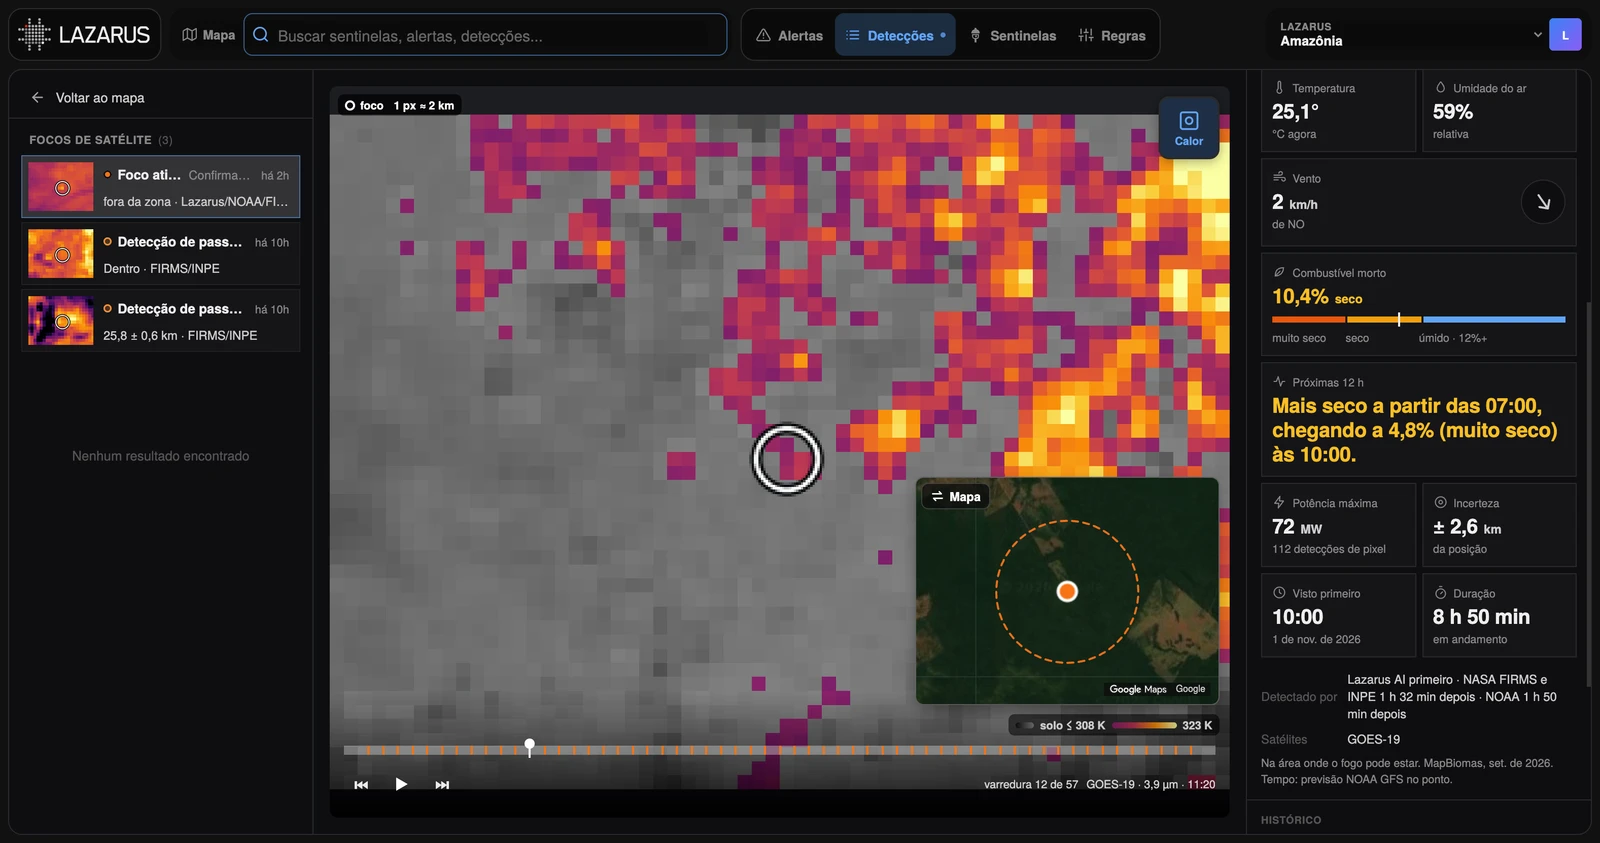 LAZARUS
Mapa
Buscar sentinelas, alertas, detecções...
Alertas
Detecções
Sentinelas
Regras
LAZARUS
Amazônia
L
Voltar ao mapa
FOCOS DE SATÉLITE (3)
Foco ati... Confirma... há 2h
fora da zona · Lazarus/NOAA/FI...
Detecção de pass... há 10h
Dentro · FIRMS/INPE
Detecção de pass... há 10h
25,8 ± 0,6 km · FIRMS/INPE
Nenhum resultado encontrado
foco 1 px ≈ 2 km
Calor
Mapa
Google Maps Google
solo ≤ 308 K 323 K
varredura 12 de 57 GOES-19 · 3,9 µm · 11:20
Temperatura
25,1°
°C agora
Umidade do ar
59%
relativa
Vento
2 km/h
de NO
Combustível morto
10,4% seco
muito seco seco úmido · 12%+
Próximas 12 h
Mais seco a partir das 07:00,
chegando a 4,8% (muito seco)
às 10:00.
Potência máxima
72 MW
112 detecções de pixel
Incerteza
± 2,6 km
da posição
Visto primeiro
10:00
1 de nov. de 2026
Duração
8 h 50 min
em andamento
Detectado por
Lazarus AI primeiro · NASA FIRMS e
INPE 1 h 32 min depois · NOAA 1 h 50
min depois
Satélites GOES-19
Na área onde o fogo pode estar. MapBiomas, set. de 2026.
Tempo: previsão NOAA GFS no ponto.
HISTÓRICO